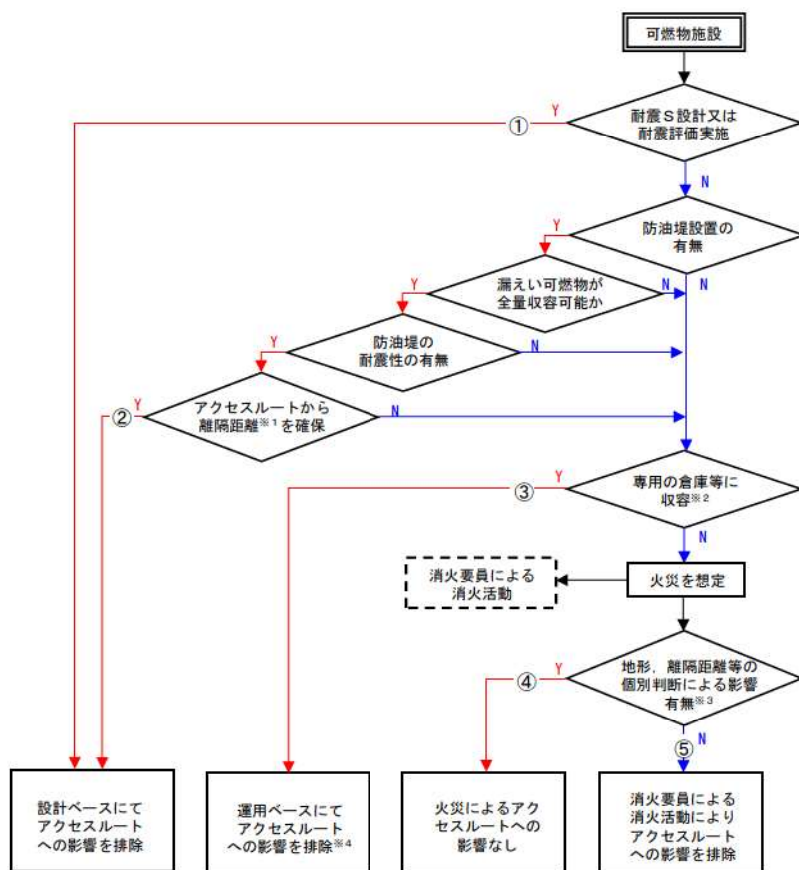 可燃物施設
耐震S設計又は
耐震評価実施
Y
①
N
防油堤設置の
有無
Y
N
漏えい可燃物が
全量収容可能か
Y
N
防油堤の
耐震性の有無
Y
N
アクセスルートから
離隔距離※1を確保
Y
②
N
専用の倉庫等に
収容※2
Y
③
N
火災を想定
消火要員による
消火活動
地形，離隔距離等の
個別判断による影響
有無※3
Y
④
⑤
N
設計ベースにて
アクセスルート
への影響を排除
運用ベースにて
アクセスルート
への影響を排除※4
火災によるアク
セスルートへの
影響なし
消火要員による
消火活動により
アクセスルート
への影響を排除